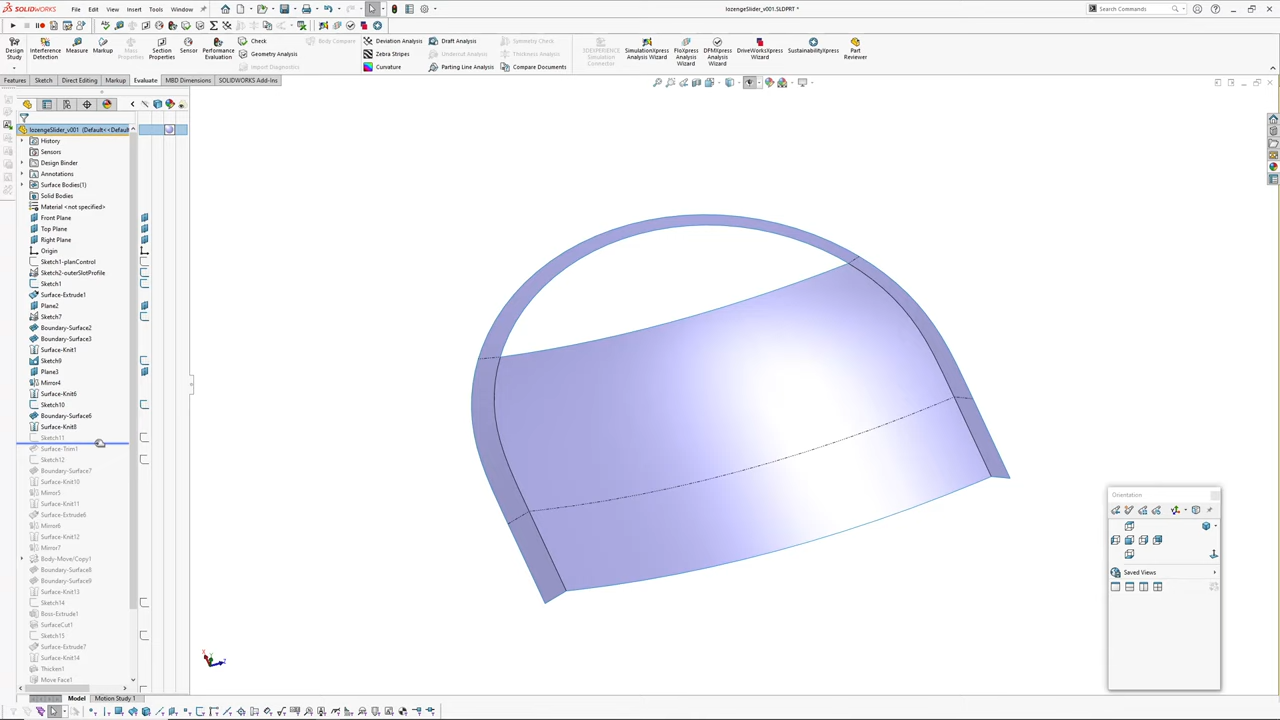 SOLIDWORKS File Edit View Insert Tools Window lozengeSlider_v001.SLDPRT * Search Commands
Design Study Interference Detection Measure Markup Mass Properties Section Properties Sensor Performance Evaluation Check Geometry Analysis Import Diagnostics Body Compare Deviation Analysis Zebra Stripes Curvature Draft Analysis Undercut Analysis Parting Line Analysis Symmetry Check Thickness Analysis Compare Documents 3DEXPERIENCE Simulation Connector SimulationXpress Analysis Wizard FloXpress Analysis Wizard DFMXpress Analysis Wizard DriveWorksXpress Wizard SustainabilityXpress Part Reviewer
Features Sketch Direct Editing Markup Evaluate MBD Dimensions SOLIDWORKS Add-Ins
lozengeSlider_v001 (Default<<Default
History
Sensors
Design Binder
Annotations
Surface Bodies(1)
Solid Bodies
Material <not specified>
Front Plane
Top Plane
Right Plane
Origin
Sketch1-planControl
Sketch2-outerSlotProfile
Sketch1
Surface-Extrude1
Plane2
Sketch7
Boundary-Surface2
Boundary-Surface3
Surface-Knit1
Sketch9
Plane3
Mirror4
Surface-Knit6
Sketch10
Boundary-Surface6
Surface-Knit8
Sketch11
Surface-Trim1
Sketch12
Boundary-Surface7
Surface-Knit10
Mirror5
Surface-Knit11
Surface-Extrude6
Mirror6
Surface-Knit12
Mirror7
Body-Move/Copy1
Boundary-Surface8
Boundary-Surface9
Surface-Knit13
Sketch14
Boss-Extrude1
SurfaceCut1
Sketch15
Surface-Extrude7
Surface-Knit14
Thicken1
Move Face1
Orientation
Saved Views
Model Motion Study 1